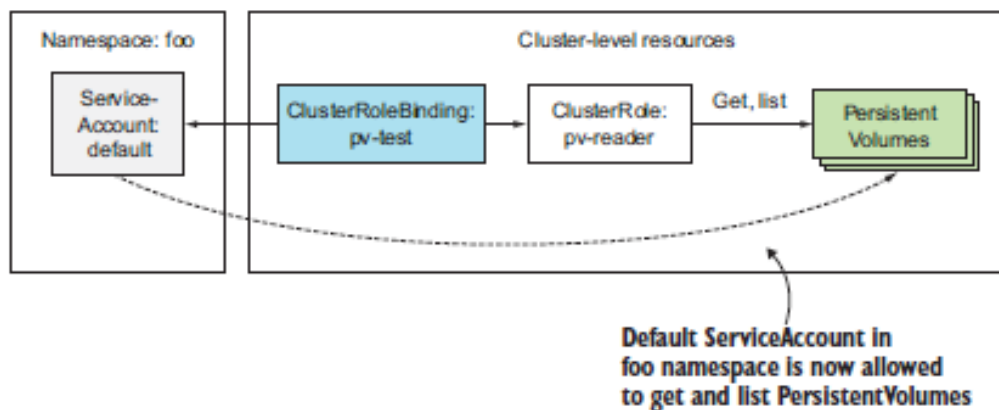 Namespace: foo
Cluster-level resources
Service-
Account:
default
ClusterRoleBinding:
pv-test
ClusterRole:
pv-reader
Get, list
Persistent
Volumes
Default ServiceAccount in
foo namespace is now allowed
to get and list PersistentVolumes